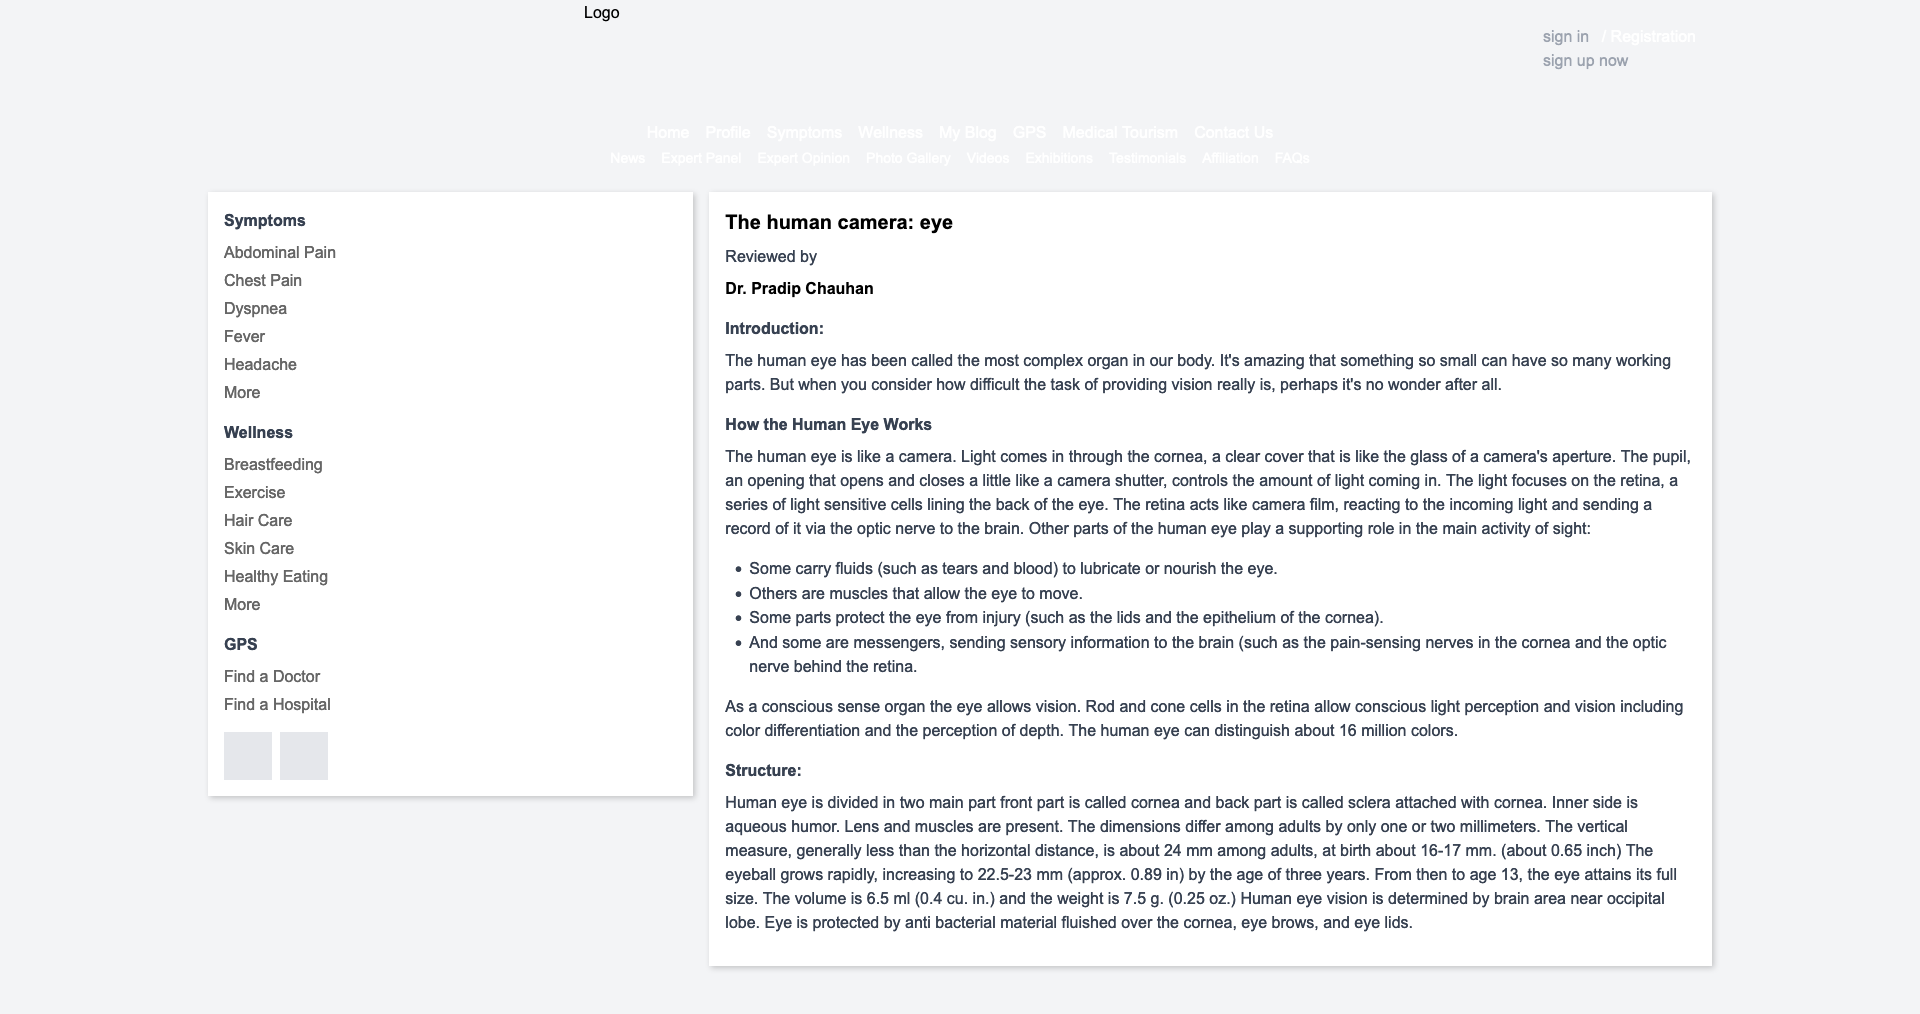 Logo
sign in / Registration
sign up now
Home Profile Symptoms Wellness My Blog GPS Medical Tourism Contact Us
News Expert Panel Expert Opinion Photo Gallery Videos Exhibitions Testimonials Affiliation FAQs
Symptoms
Abdominal Pain
Chest Pain
Dyspnea
Fever
Headache
More
Wellness
Breastfeeding
Exercise
Hair Care
Skin Care
Healthy Eating
More
GPS
Find a Doctor
Find a Hospital
The human camera: eye
Reviewed by
Dr. Pradip Chauhan
Introduction:
The human eye has been called the most complex organ in our body. It's amazing that something so small can have so many working
parts. But when you consider how difficult the task of providing vision really is, perhaps it's no wonder after all.
How the Human Eye Works
The human eye is like a camera. Light comes in through the cornea, a clear cover that is like the glass of a camera's aperture. The pupil,
an opening that opens and closes a little like a camera shutter, controls the amount of light coming in. The light focuses on the retina, a
series of light sensitive cells lining the back of the eye. The retina acts like camera film, reacting to the incoming light and sending a
record of it via the optic nerve to the brain. Other parts of the human eye play a supporting role in the main activity of sight:
• Some carry fluids (such as tears and blood) to lubricate or nourish the eye.
• Others are muscles that allow the eye to move.
• Some parts protect the eye from injury (such as the lids and the epithelium of the cornea).
• And some are messengers, sending sensory information to the brain (such as the pain-sensing nerves in the cornea and the optic
nerve behind the retina.
As a conscious sense organ the eye allows vision. Rod and cone cells in the retina allow conscious light perception and vision including
color differentiation and the perception of depth. The human eye can distinguish about 16 million colors.
Structure:
Human eye is divided in two main part front part is called cornea and back part is called sclera attached with cornea. Inner side is
aqueous humor. Lens and muscles are present. The dimensions differ among adults by only one or two millimeters. The vertical
measure, generally less than the horizontal distance, is about 24 mm among adults, at birth about 16-17 mm. (about 0.65 inch) The
eyeball grows rapidly, increasing to 22.5-23 mm (approx. 0.89 in) by the age of three years. From then to age 13, the eye attains its full
size. The volume is 6.5 ml (0.4 cu. in.) and the weight is 7.5 g. (0.25 oz.) Human eye vision is determined by brain area near occipital
lobe. Eye is protected by anti bacterial material fluished over the cornea, eye brows, and eye lids.